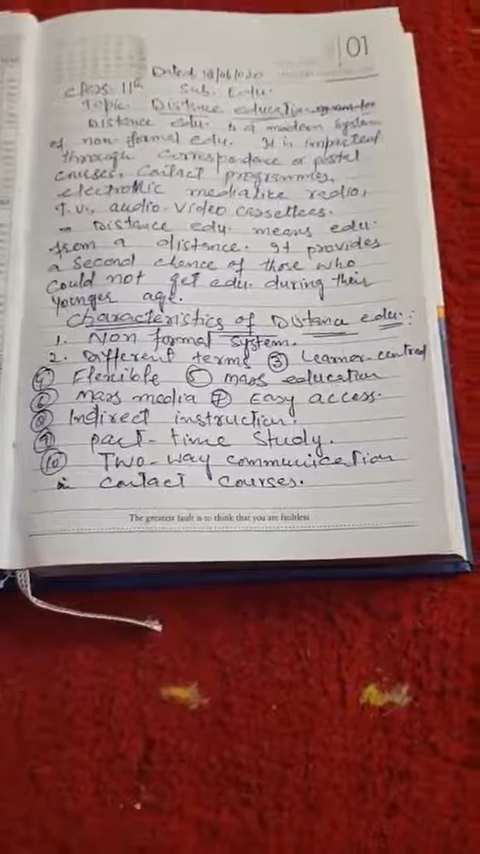 01
Dated 18/06/020
Class 11th Sub: Edu.
Topic Distance education
Distance edu. is a modern system
of non-formal edu. It is imparted
through correspondence or postal
courses, contact programmes,
electronic media like radio,
T.V, audio-video cassettees.
Distance edu means edu.
from a distance. It provides
a second chance of those who
could not get edu. during their
younger age.
Characteristics of Distance edu.:
1. Non formal system.
2. Different terms 3 Learner-centred
4 Flexible 5 mass education
6 Mass media 7 Easy access.
8 Indirect instruction.
9 part-time study.
10 Two-way communication
in contact courses.
The greatest fault is to think that you are faultless